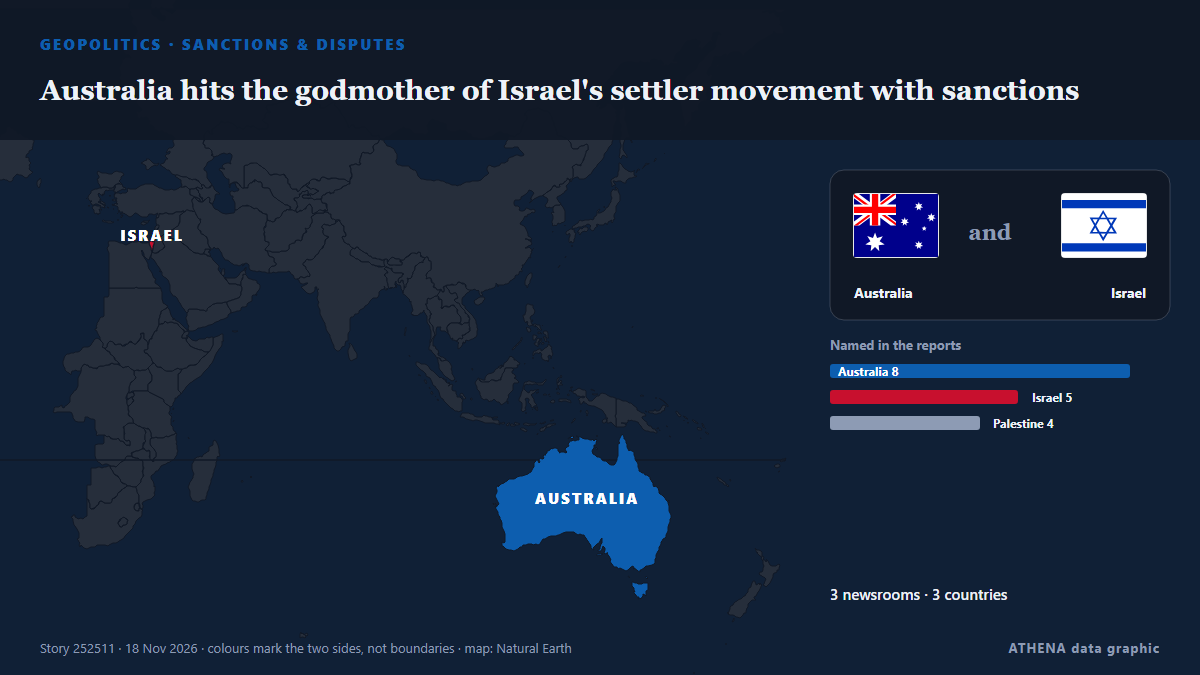 GEOPOLITICS · SANCTIONS & DISPUTES
Australia hits the godmother of Israel's settler movement with sanctions
ISRAEL
AUSTRALIA
and
Australia
Israel
Named in the reports
Australia 8
Israel 5
Palestine 4
3 newsrooms · 3 countries
Story 252511 · 18 Nov 2026 · colours mark the two sides, not boundaries · map: Natural Earth
ATHENA data graphic